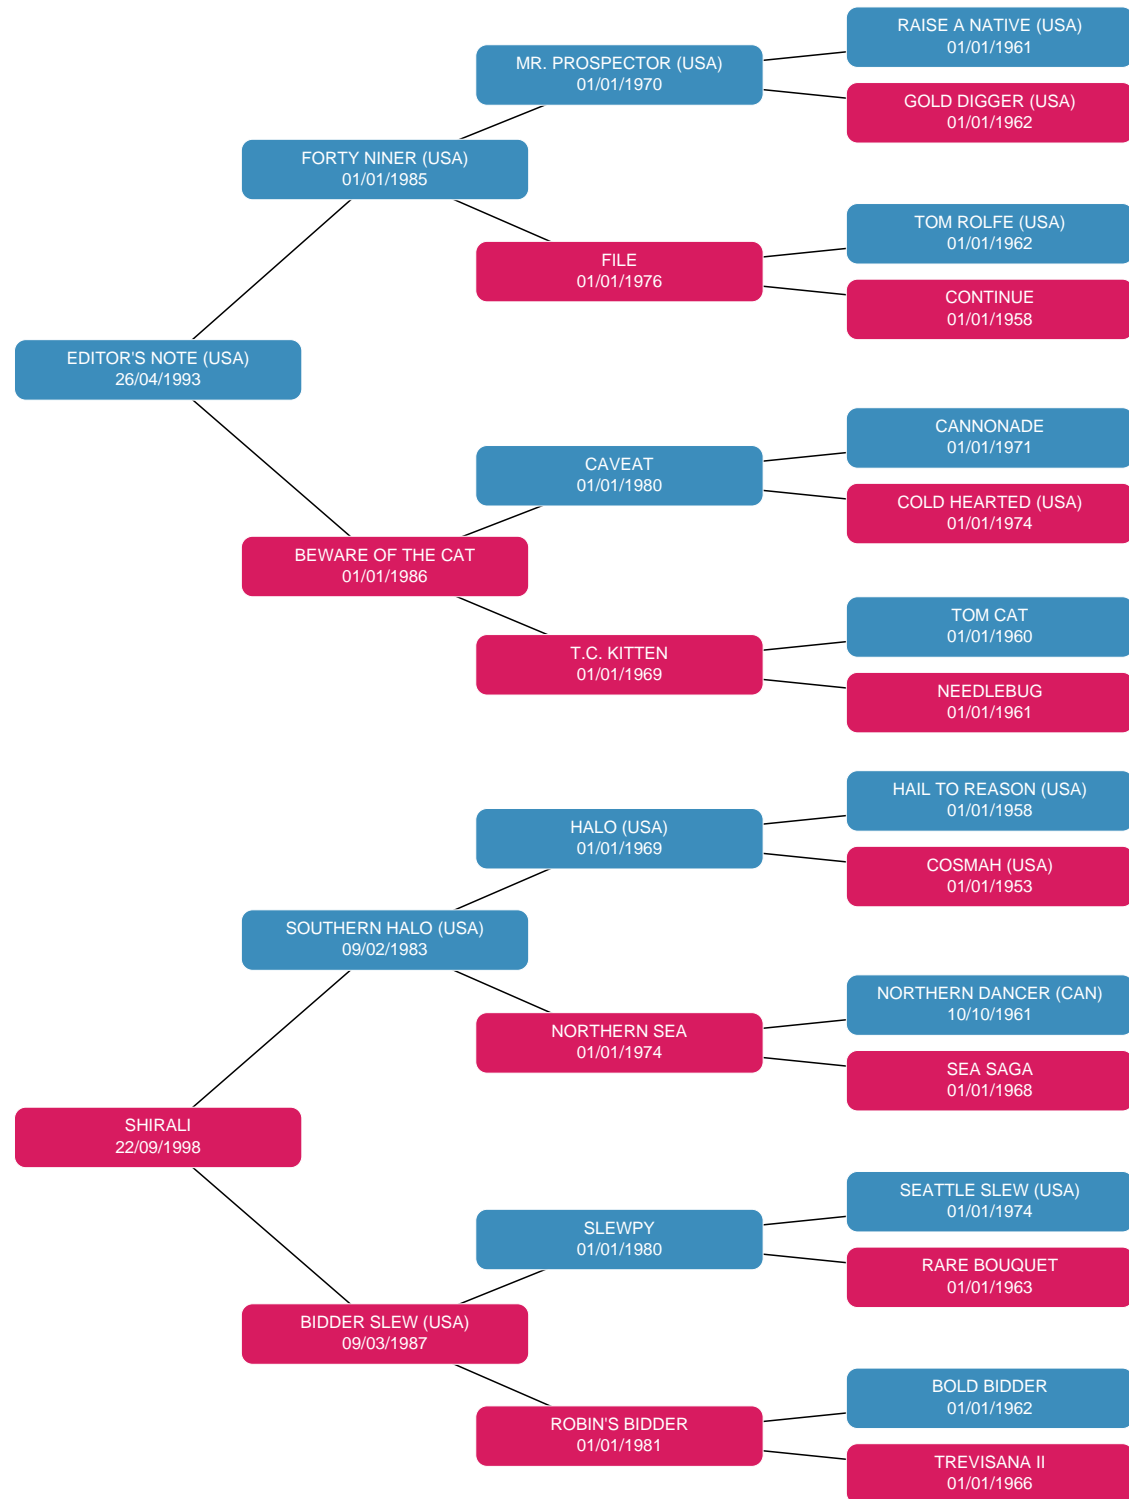 RAISE A NATIVE (USA)
01/01/1961
MR. PROSPECTOR (USA)
01/01/1970
GOLD DIGGER (USA)
01/01/1962
FORTY NINER (USA)
01/01/1985
TOM ROLFE (USA)
01/01/1962
FILE
01/01/1976
CONTINUE
01/01/1958
EDITOR'S NOTE (USA)
26/04/1993
CANNONADE
01/01/1971
CAVEAT
01/01/1980
COLD HEARTED (USA)
01/01/1974
BEWARE OF THE CAT
01/01/1986
TOM CAT
01/01/1960
T.C. KITTEN
01/01/1969
NEEDLEBUG
01/01/1961
HAIL TO REASON (USA)
01/01/1958
HALO (USA)
01/01/1969
COSMAH (USA)
01/01/1953
SOUTHERN HALO (USA)
09/02/1983
NORTHERN DANCER (CAN)
10/10/1961
NORTHERN SEA
01/01/1974
SEA SAGA
01/01/1968
SHIRALI
22/09/1998
SEATTLE SLEW (USA)
01/01/1974
SLEWPY
01/01/1980
RARE BOUQUET
01/01/1963
BIDDER SLEW (USA)
09/03/1987
BOLD BIDDER
01/01/1962
ROBIN'S BIDDER
01/01/1981
TREVISANA II
01/01/1966